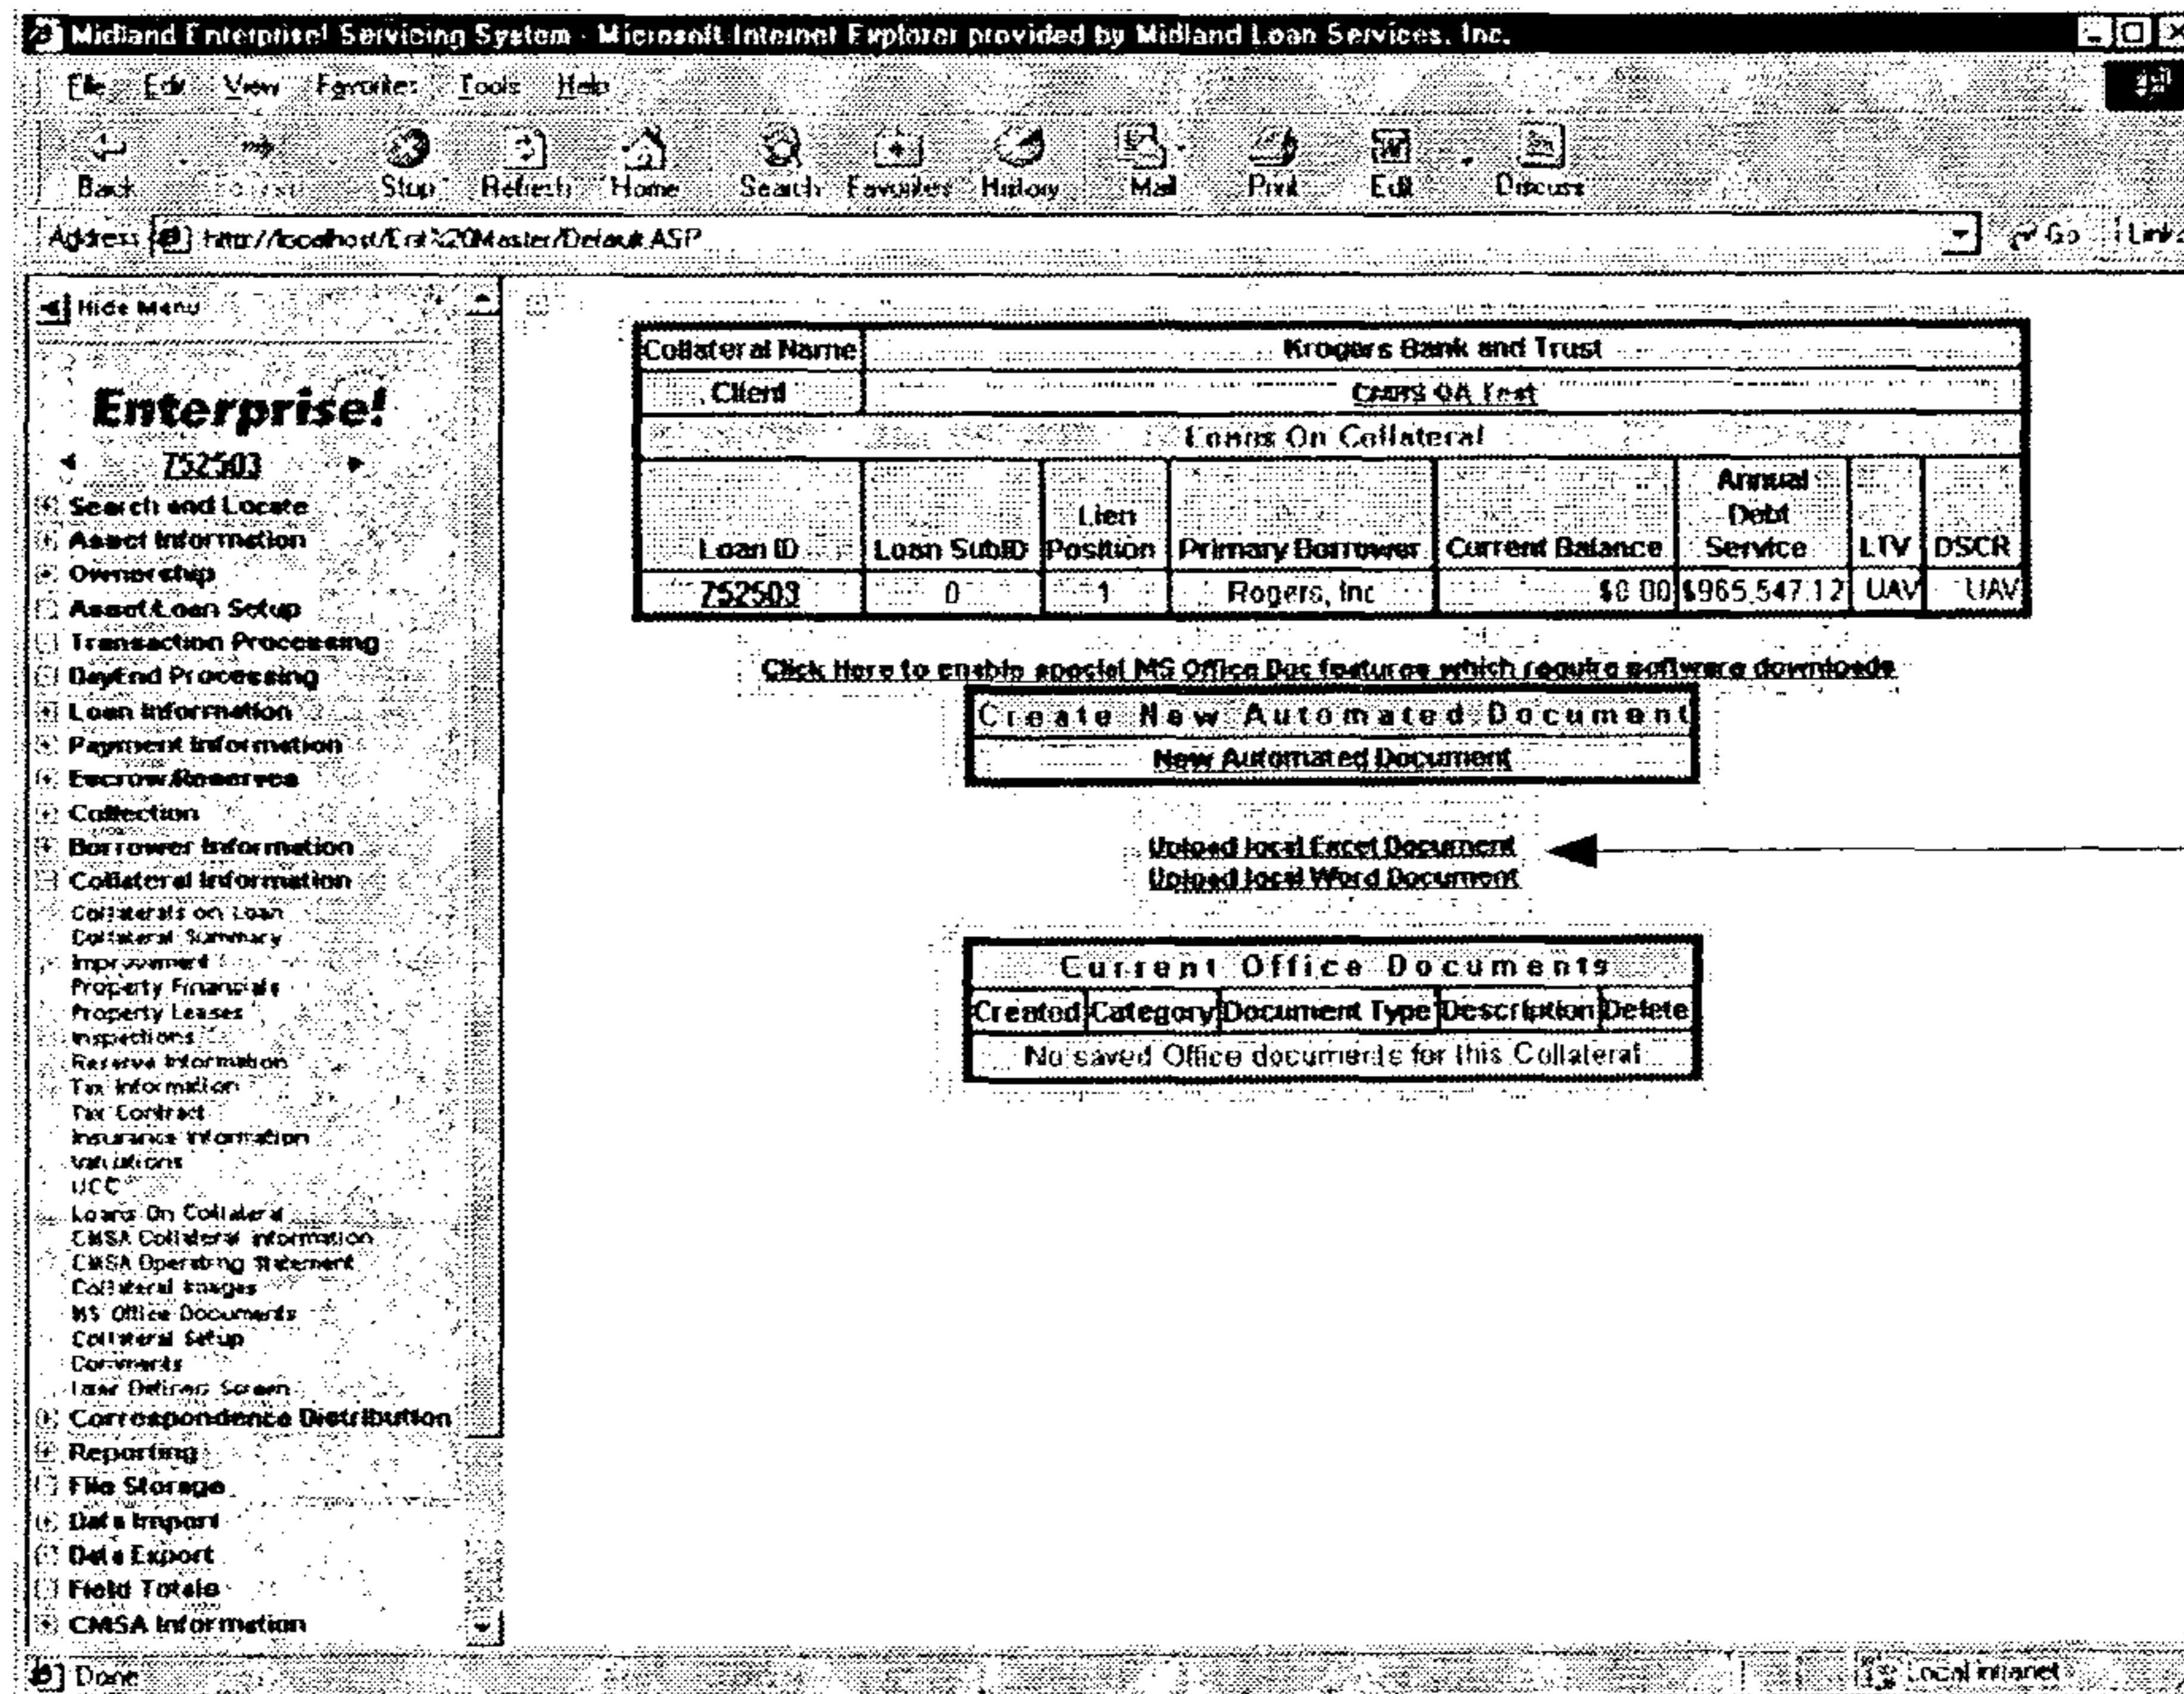 Midland Enterprise! Servicing System - Microsoft Internet Explorer provided by Midland Loan Services, Inc.
File Edit View Favorites Tools Help
Back Stop Refresh Home Search Favorites History Mail Print Edit Discuss
Address Go Links
Hide Menu
Enterprise!
752503
Search and Locate
Asset Information
Ownership
Asset/Loan Setup
Transaction Processing
DayEnd Processing
Loan Information
Payment Information
Escrow/Reserves
Collection
Borrower Information
Collateral Information
Collaterals on Loan
Collateral Summary
Improvement
Property Financials
Property Leases
Inspections
Reserve Information
Tax Information
Tax Contract
Insurance Information
Valuations
UCC
Loans On Collateral
CMSA Collateral Information
CMSA Operating Statement
Collateral Images
MS Office Documents
Collateral Setup
Comments
User Defined Screen
Correspondence Distribution
Reporting
File Storage
Data Import
Data Export
Field Totals
CMSA Information
Collateral Name Krogers Bank and Trust
Client CMBS QA Test
Loans On Collateral
Loan ID Loan SubID Lien Position Primary Borrower Current Balance Annual Debt Service LTV DSCR
752503 0 1 Rogers, Inc $0.00 $965,547.12 UAV UAV
Click Here to enable special MS Office Doc features which require software downloads
Create New Automated Document
New Automated Document
Upload local Excel Document
Upload local Word Document
Current Office Documents
Created Category Document Type Description Delete
No saved Office documents for this Collateral
Done Local intranet